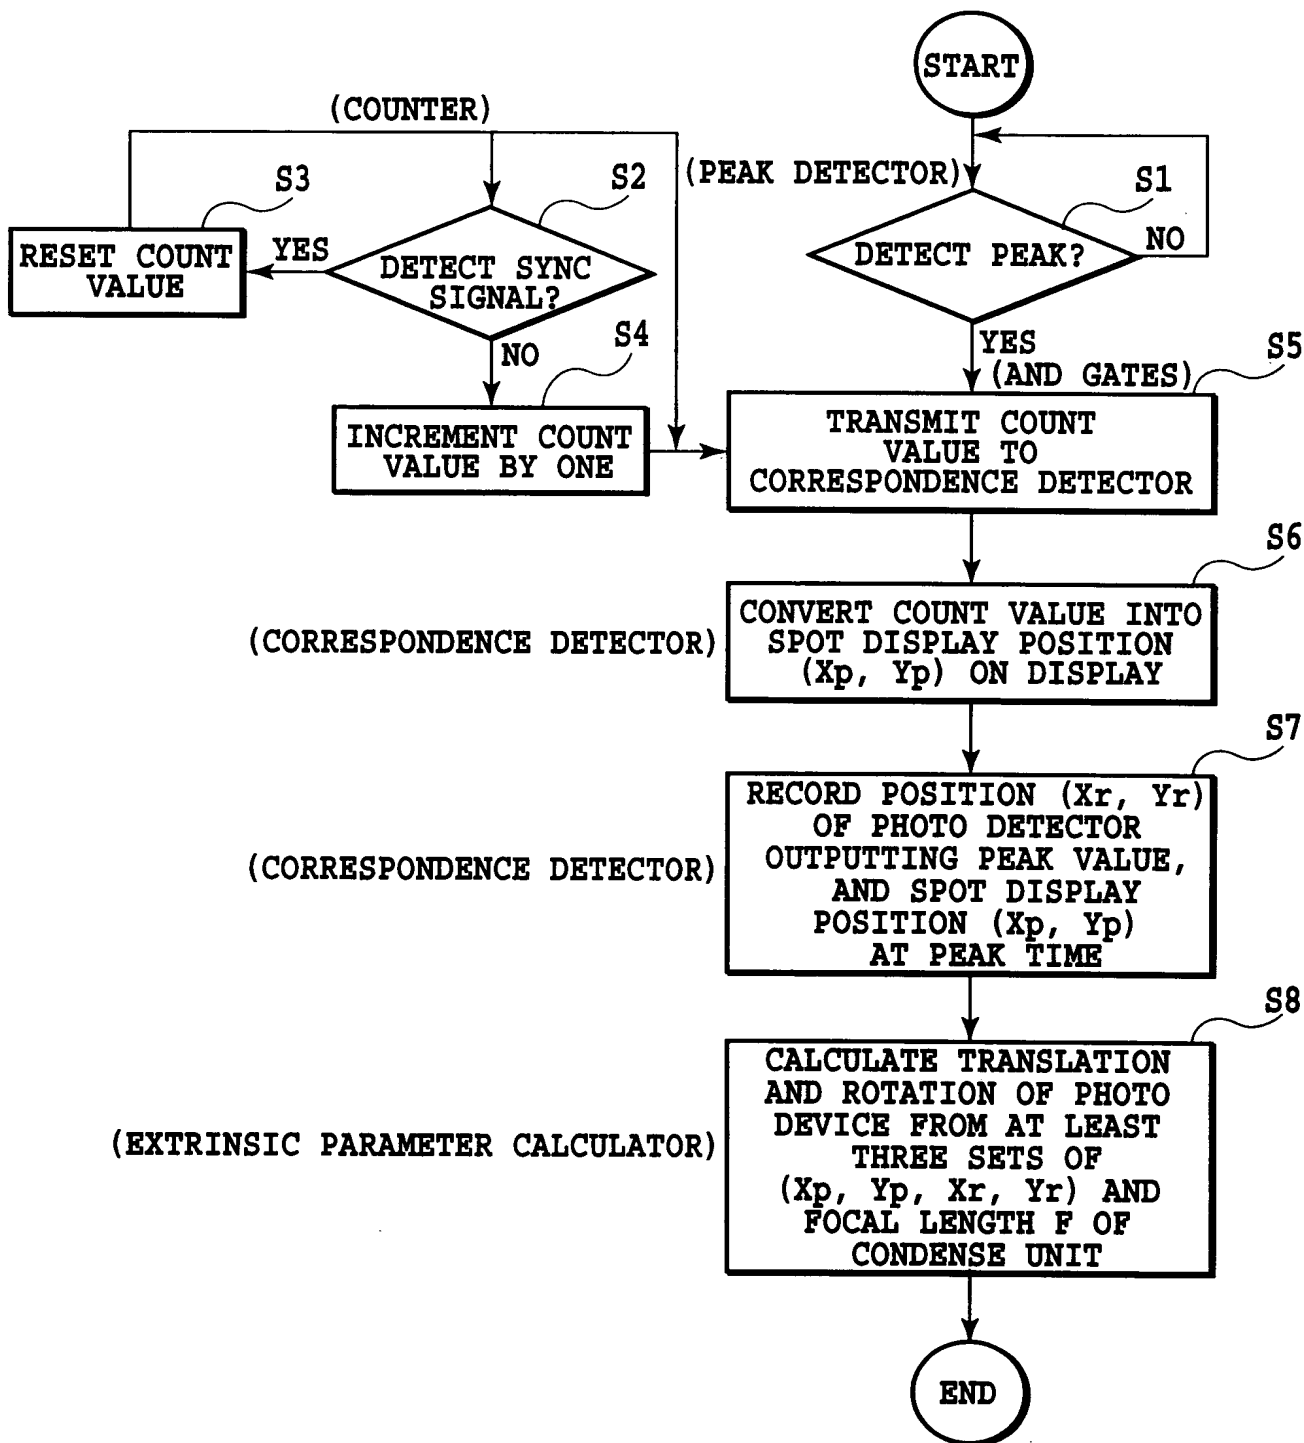 START
(COUNTER)
(PEAK DETECTOR)
S3
S2
S1
RESET COUNT
VALUE
YES
DETECT SYNC
SIGNAL?
DETECT PEAK?
NO
NO
S4
YES
(AND GATES)
S5
INCREMENT COUNT
VALUE BY ONE
TRANSMIT COUNT
VALUE TO
CORRESPONDENCE DETECTOR
S6
(CORRESPONDENCE DETECTOR)
CONVERT COUNT VALUE INTO
SPOT DISPLAY POSITION
(Xp, Yp) ON DISPLAY
S7
(CORRESPONDENCE DETECTOR)
RECORD POSITION (Xr, Yr)
OF PHOTO DETECTOR
OUTPUTTING PEAK VALUE,
AND SPOT DISPLAY
POSITION (Xp, Yp)
AT PEAK TIME
S8
(EXTRINSIC PARAMETER CALCULATOR)
CALCULATE TRANSLATION
AND ROTATION OF PHOTO
DEVICE FROM AT LEAST
THREE SETS OF
(Xp, Yp, Xr, Yr) AND
FOCAL LENGTH F OF
CONDENSE UNIT
END